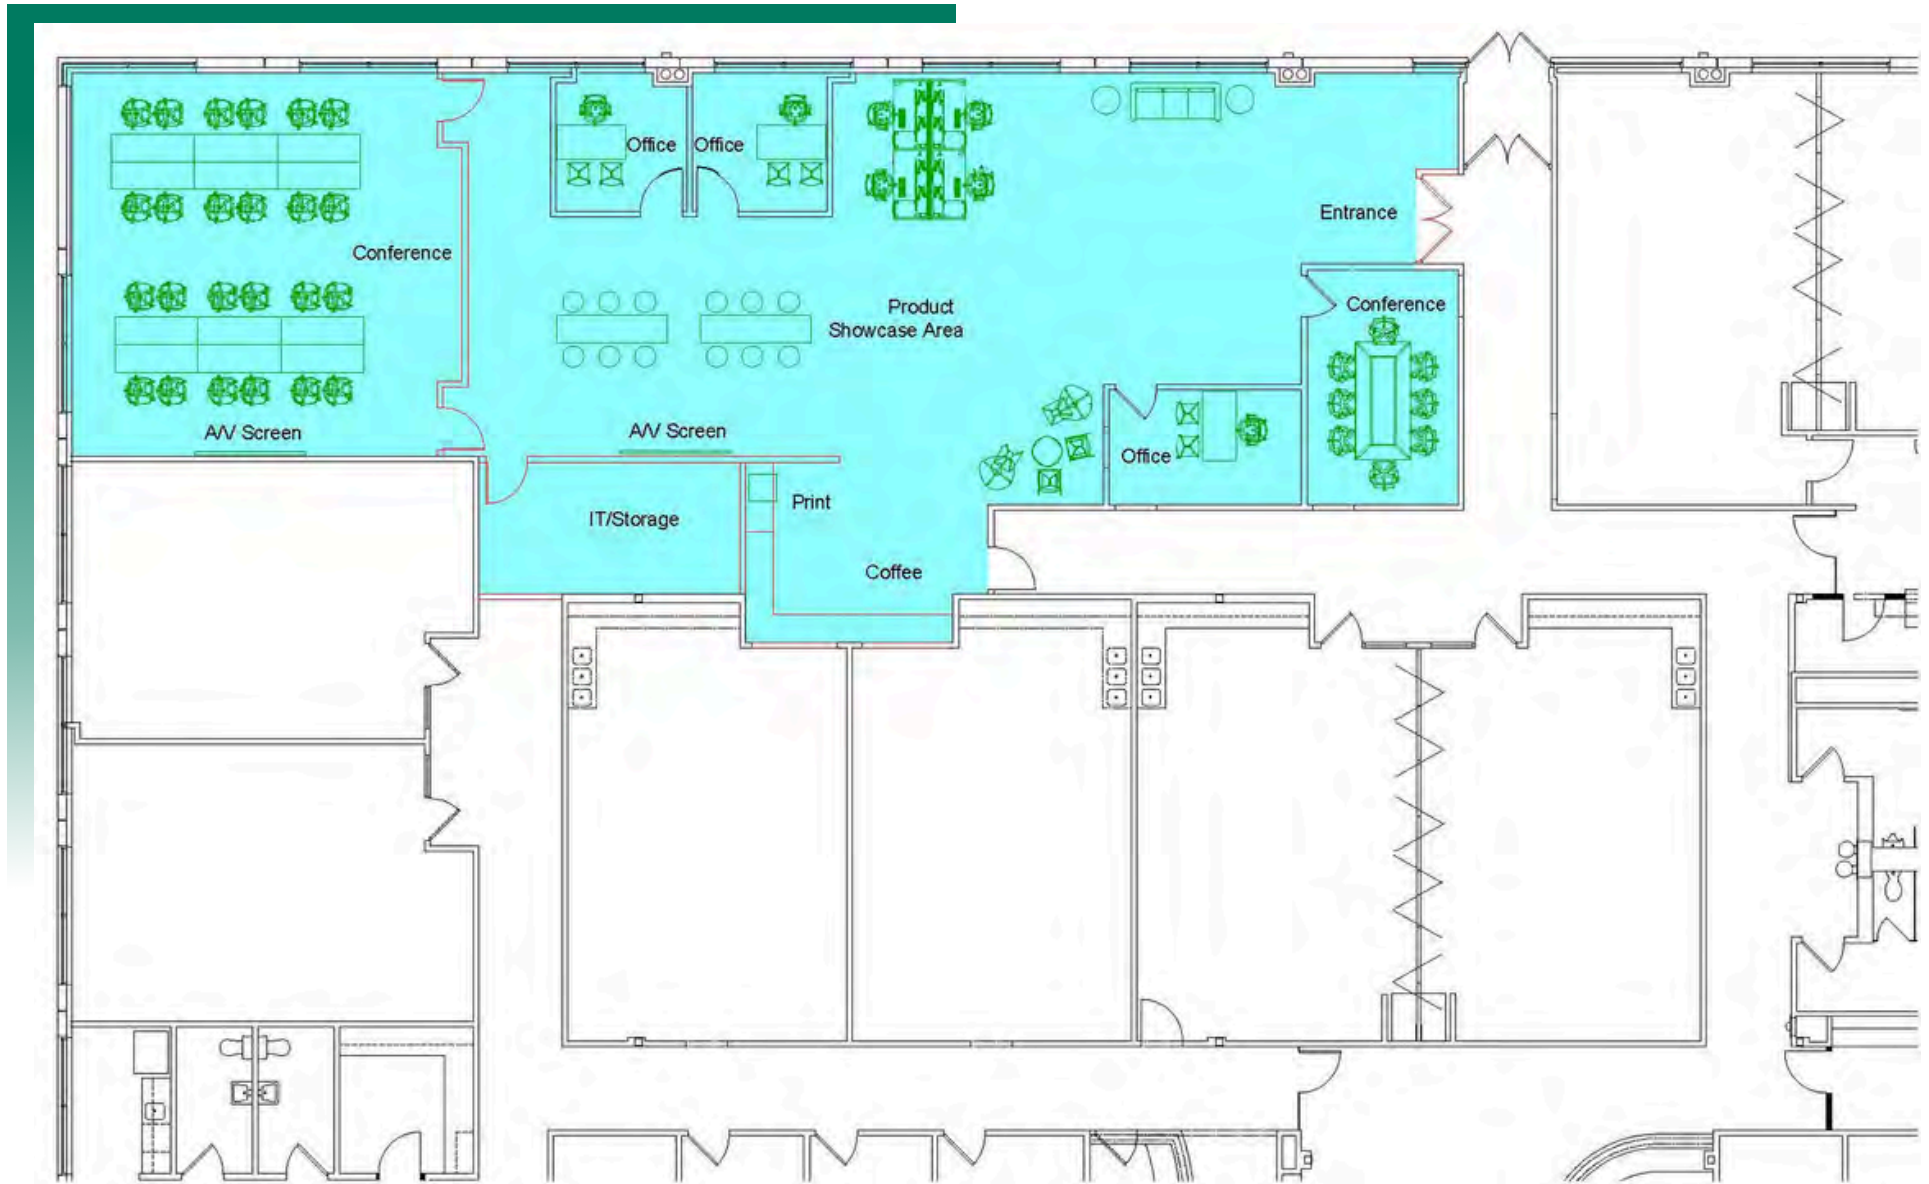 Office
Office
Entrance
Conference
Product
Showcase Area
Conference
A/V Screen
A/V Screen
Office
Print
IT/Storage
Coffee